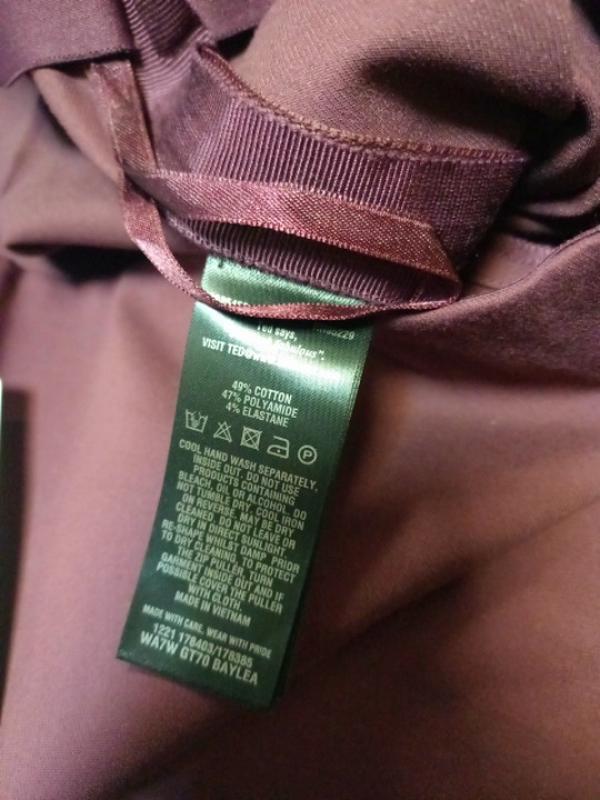 Ted says,
VISIT TED@WWW
49% COTTON
47% POLYAMIDE
4% ELASTANE
P
COOL HAND WASH SEPARATELY,
INSIDE OUT. DO NOT USE
PRODUCTS CONTAINING
BLEACH, OIL OR ALCOHOL. DO
NOT TUMBLE DRY. COOL IRON
ON REVERSE. MAY BE DRY
CLEANED. DO NOT LEAVE OR
DRY IN DIRECT SUNLIGHT.
RE-SHAPE WHILST DAMP. PRIOR
TO DRY CLEANING, TO PROTECT
THE ZIP PULLER, TURN
GARMENT INSIDE OUT AND IF
POSSIBLE COVER THE PULLER
WITH CLOTH.
MADE IN VIETNAM
MADE WITH CARE, WEAR WITH PRIDE
1221 178403/178385
WA7W GT70 BAYLEA